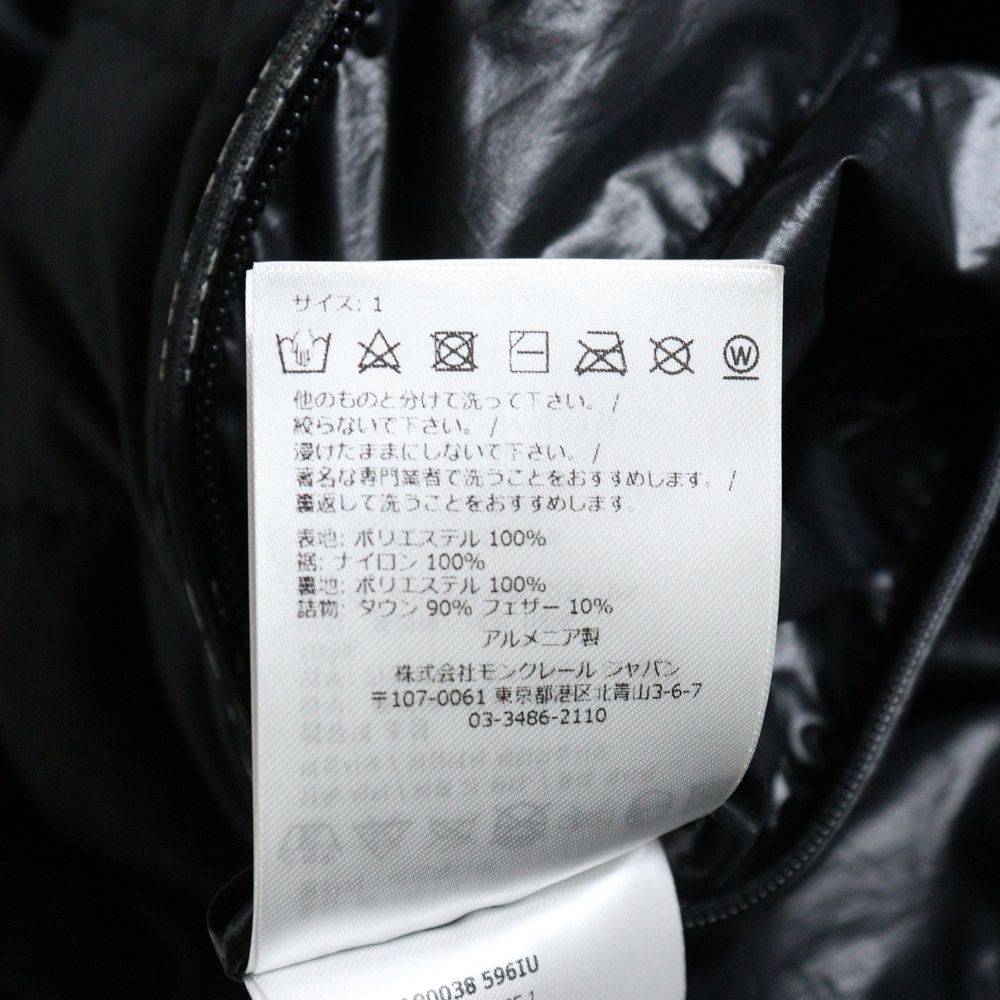 サイズ: 1
W
他のものと分けて洗って下さい。 /
絞らないで下さい。 /
浸けたままにしないて下さい。 /
著名な専門業者で洗うことをおすすめします。 /
裏返して洗うことをおすすめします。
表地: ポリエステル 100%
裾: ナイロン 100%
裏地: ポリエステル 100%
詰物: ダウン 90% フェザー 10%
アルメニア製
株式会社モンクレール ジャパン
〒107-0061 東京都港区北青山3-6-7
03-3486-2110
00038 596IU